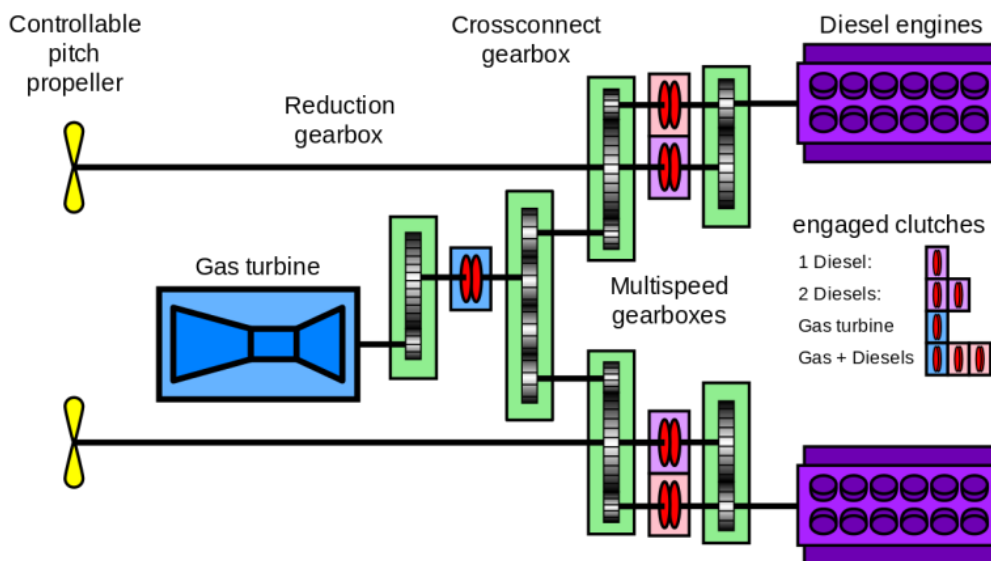 Controllable
pitch
propeller
Crossconnect
gearbox
Diesel engines
Reduction
gearbox
Gas turbine
Multispeed
gearboxes
engaged clutches
1 Diesel:
2 Diesels:
Gas turbine
Gas + Diesels